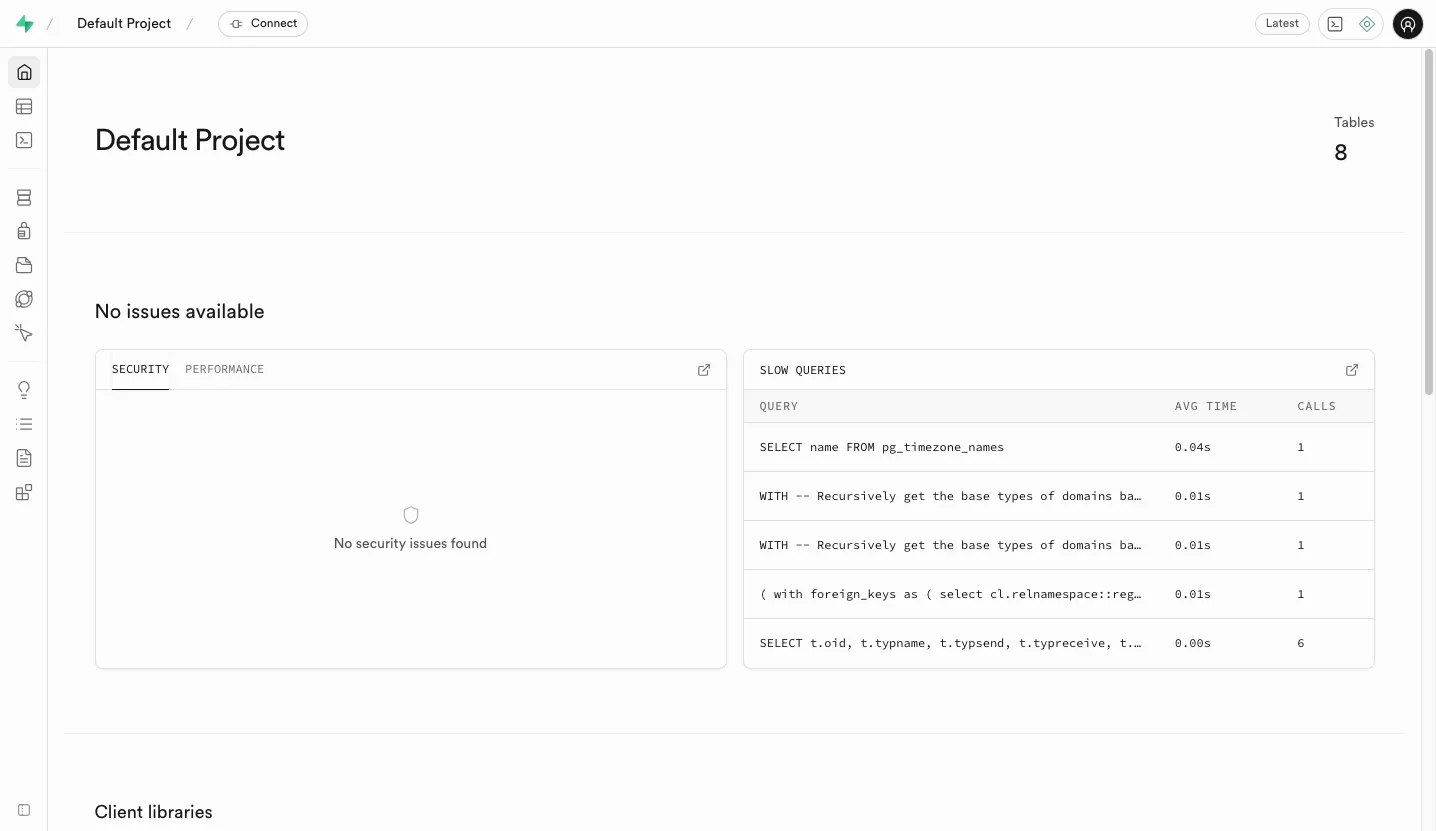 / Default Project / Connect Latest
Default Project
Tables
8
No issues available
SECURITY PERFORMANCE
No security issues found
SLOW QUERIES
QUERY AVG TIME CALLS
SELECT name FROM pg_timezone_names 0.04s 1
WITH -- Recursively get the base types of domains ba… 0.01s 1
WITH -- Recursively get the base types of domains ba… 0.01s 1
( with foreign_keys as ( select cl.relnamespace::reg… 0.01s 1
SELECT t.oid, t.typname, t.typsend, t.typreceive, t.… 0.00s 6
Client libraries